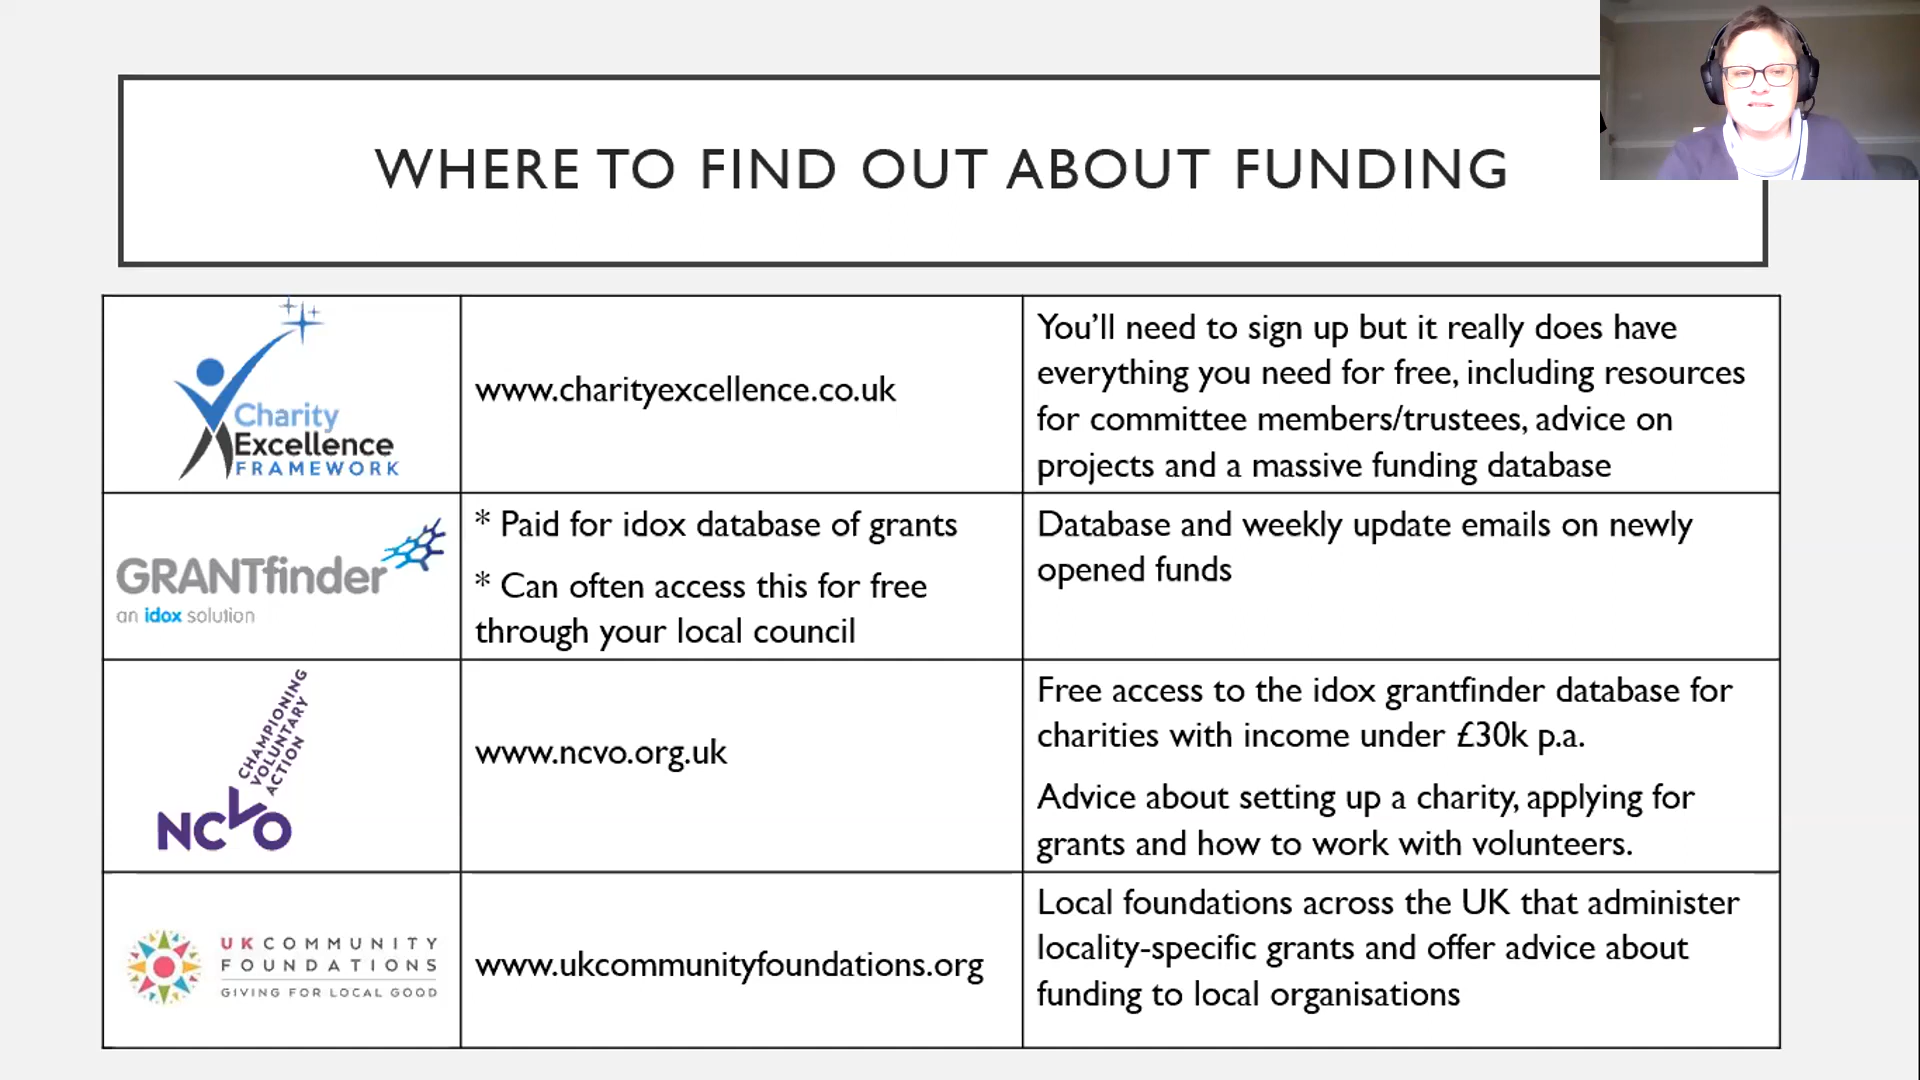 WHERE TO FIND OUT ABOUT FUNDING
Charity
Excellence
FRAMEWORK
www.charityexcellence.co.uk
You’ll need to sign up but it really does have
everything you need for free, including resources
for committee members/trustees, advice on
projects and a massive funding database
GRANTfinder
an idox solution
* Paid for idox database of grants
* Can often access this for free
through your local council
Database and weekly update emails on newly
opened funds
CHAMPIONING
VOLUNTARY
ACTION
NCVO
www.ncvo.org.uk
Free access to the idox grantfinder database for
charities with income under £30k p.a.
Advice about setting up a charity, applying for
grants and how to work with volunteers.
UKCOMMUNITY
FOUNDATIONS
GIVING FOR LOCAL GOOD
www.ukcommunityfoundations.org
Local foundations across the UK that administer
locality-specific grants and offer advice about
funding to local organisations